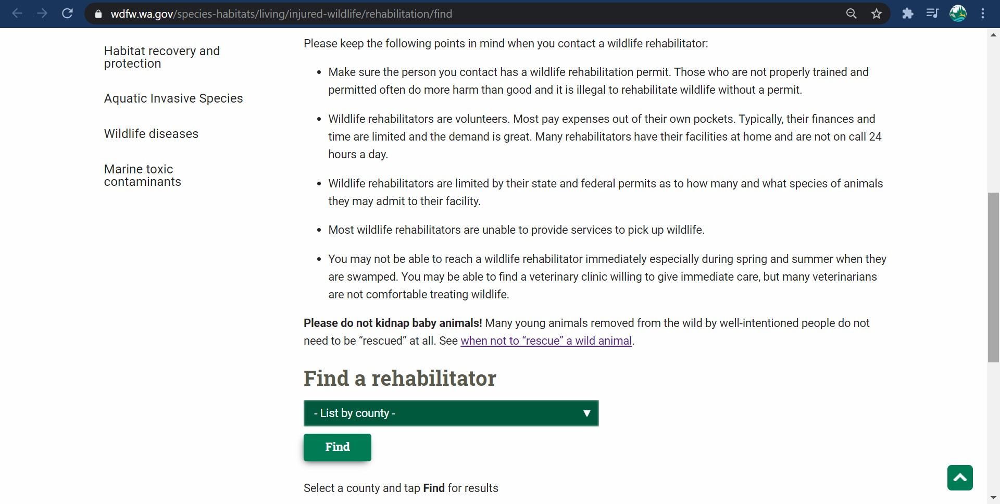 wdfw.wa.gov/species-habitats/living/injured-wildlife/rehabilitation/find
Habitat recovery and
protection
Aquatic Invasive Species
Wildlife diseases
Marine toxic
contaminants
Please keep the following points in mind when you contact a wildlife rehabilitator:
• Make sure the person you contact has a wildlife rehabilitation permit. Those who are not properly trained and
permitted often do more harm than good and it is illegal to rehabilitate wildlife without a permit.
• Wildlife rehabilitators are volunteers. Most pay expenses out of their own pockets. Typically, their finances and
time are limited and the demand is great. Many rehabilitators have their facilities at home and are not on call 24
hours a day.
• Wildlife rehabilitators are limited by their state and federal permits as to how many and what species of animals
they may admit to their facility.
• Most wildlife rehabilitators are unable to provide services to pick up wildlife.
• You may not be able to reach a wildlife rehabilitator immediately especially during spring and summer when they
are swamped. You may be able to find a veterinary clinic willing to give immediate care, but many veterinarians
are not comfortable treating wildlife.
Please do not kidnap baby animals! Many young animals removed from the wild by well-intentioned people do not
need to be “rescued” at all. See when not to “rescue” a wild animal.
Find a rehabilitator
- List by county -
Find
Select a county and tap Find for results